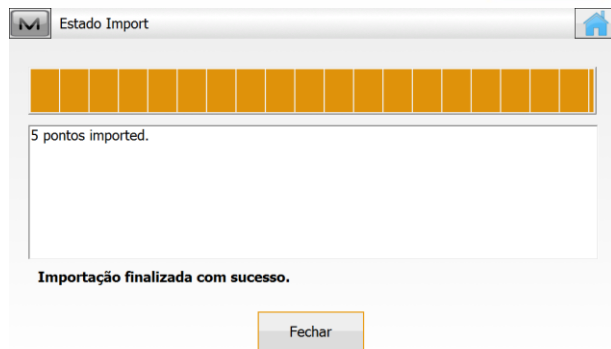 Estado Import
5 pontos imported.
Importação finalizada com sucesso.
Fechar